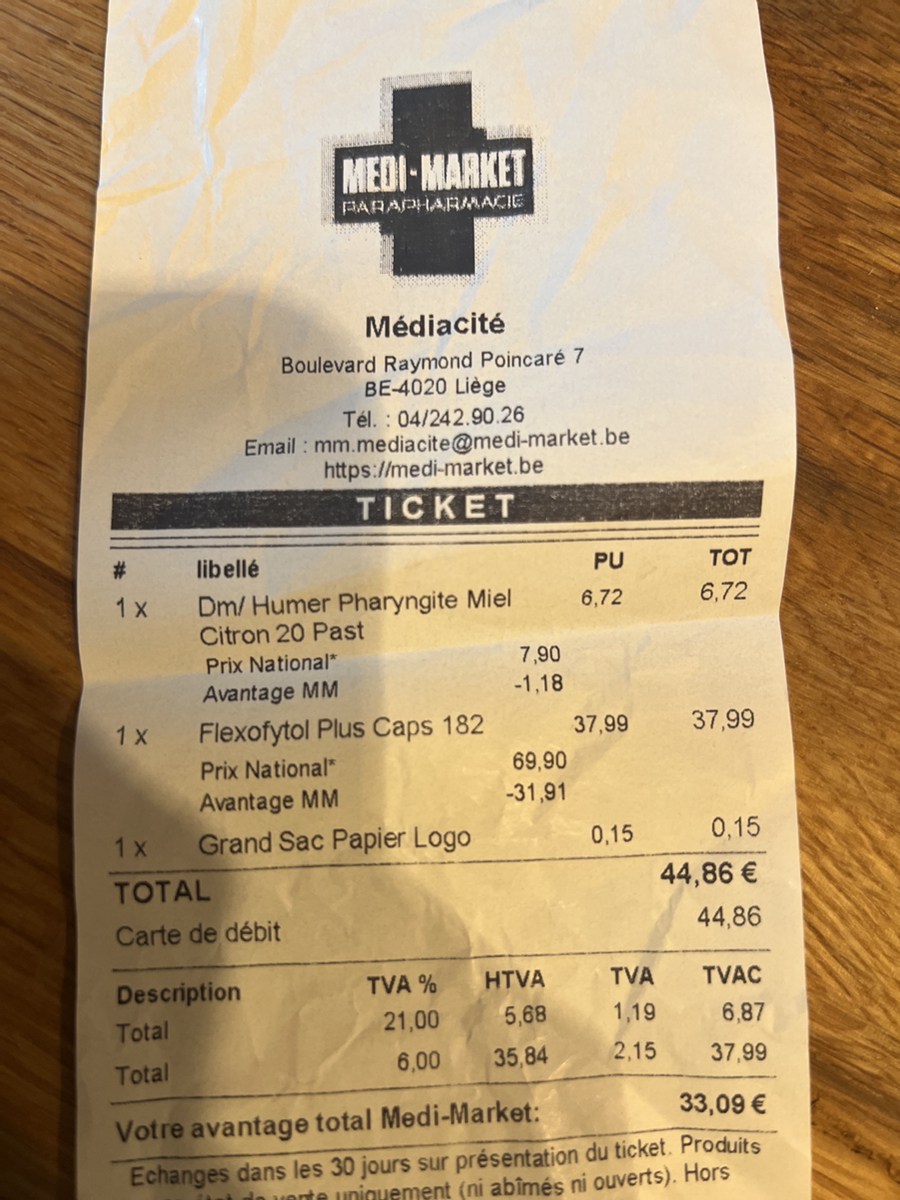 MEDI-MARKET
PARAPHARMACIE
Médiacité
Boulevard Raymond Poincaré 7
BE-4020 Liège
Tél. : 04/242.90.26
Email : mm.mediacite@medi-market.be
https://medi-market.be
TICKET
# libellé PU TOT
1 x Dm/ Humer Pharyngite Miel 6,72 6,72
Citron 20 Past
Prix National* 7,90
Avantage MM -1,18
1 x Flexofytol Plus Caps 182 37,99 37,99
Prix National* 69,90
Avantage MM -31,91
1 x Grand Sac Papier Logo 0,15 0,15
TOTAL 44,86 €
Carte de débit 44,86
Description TVA % HTVA TVA TVAC
Total 21,00 5,68 1,19 6,87
Total 6,00 35,84 2,15 37,99
Votre avantage total Medi-Market: 33,09 €
Echanges dans les 30 jours sur présentation du ticket. Produits
de vente uniquement (ni abîmés ni ouverts). Hors